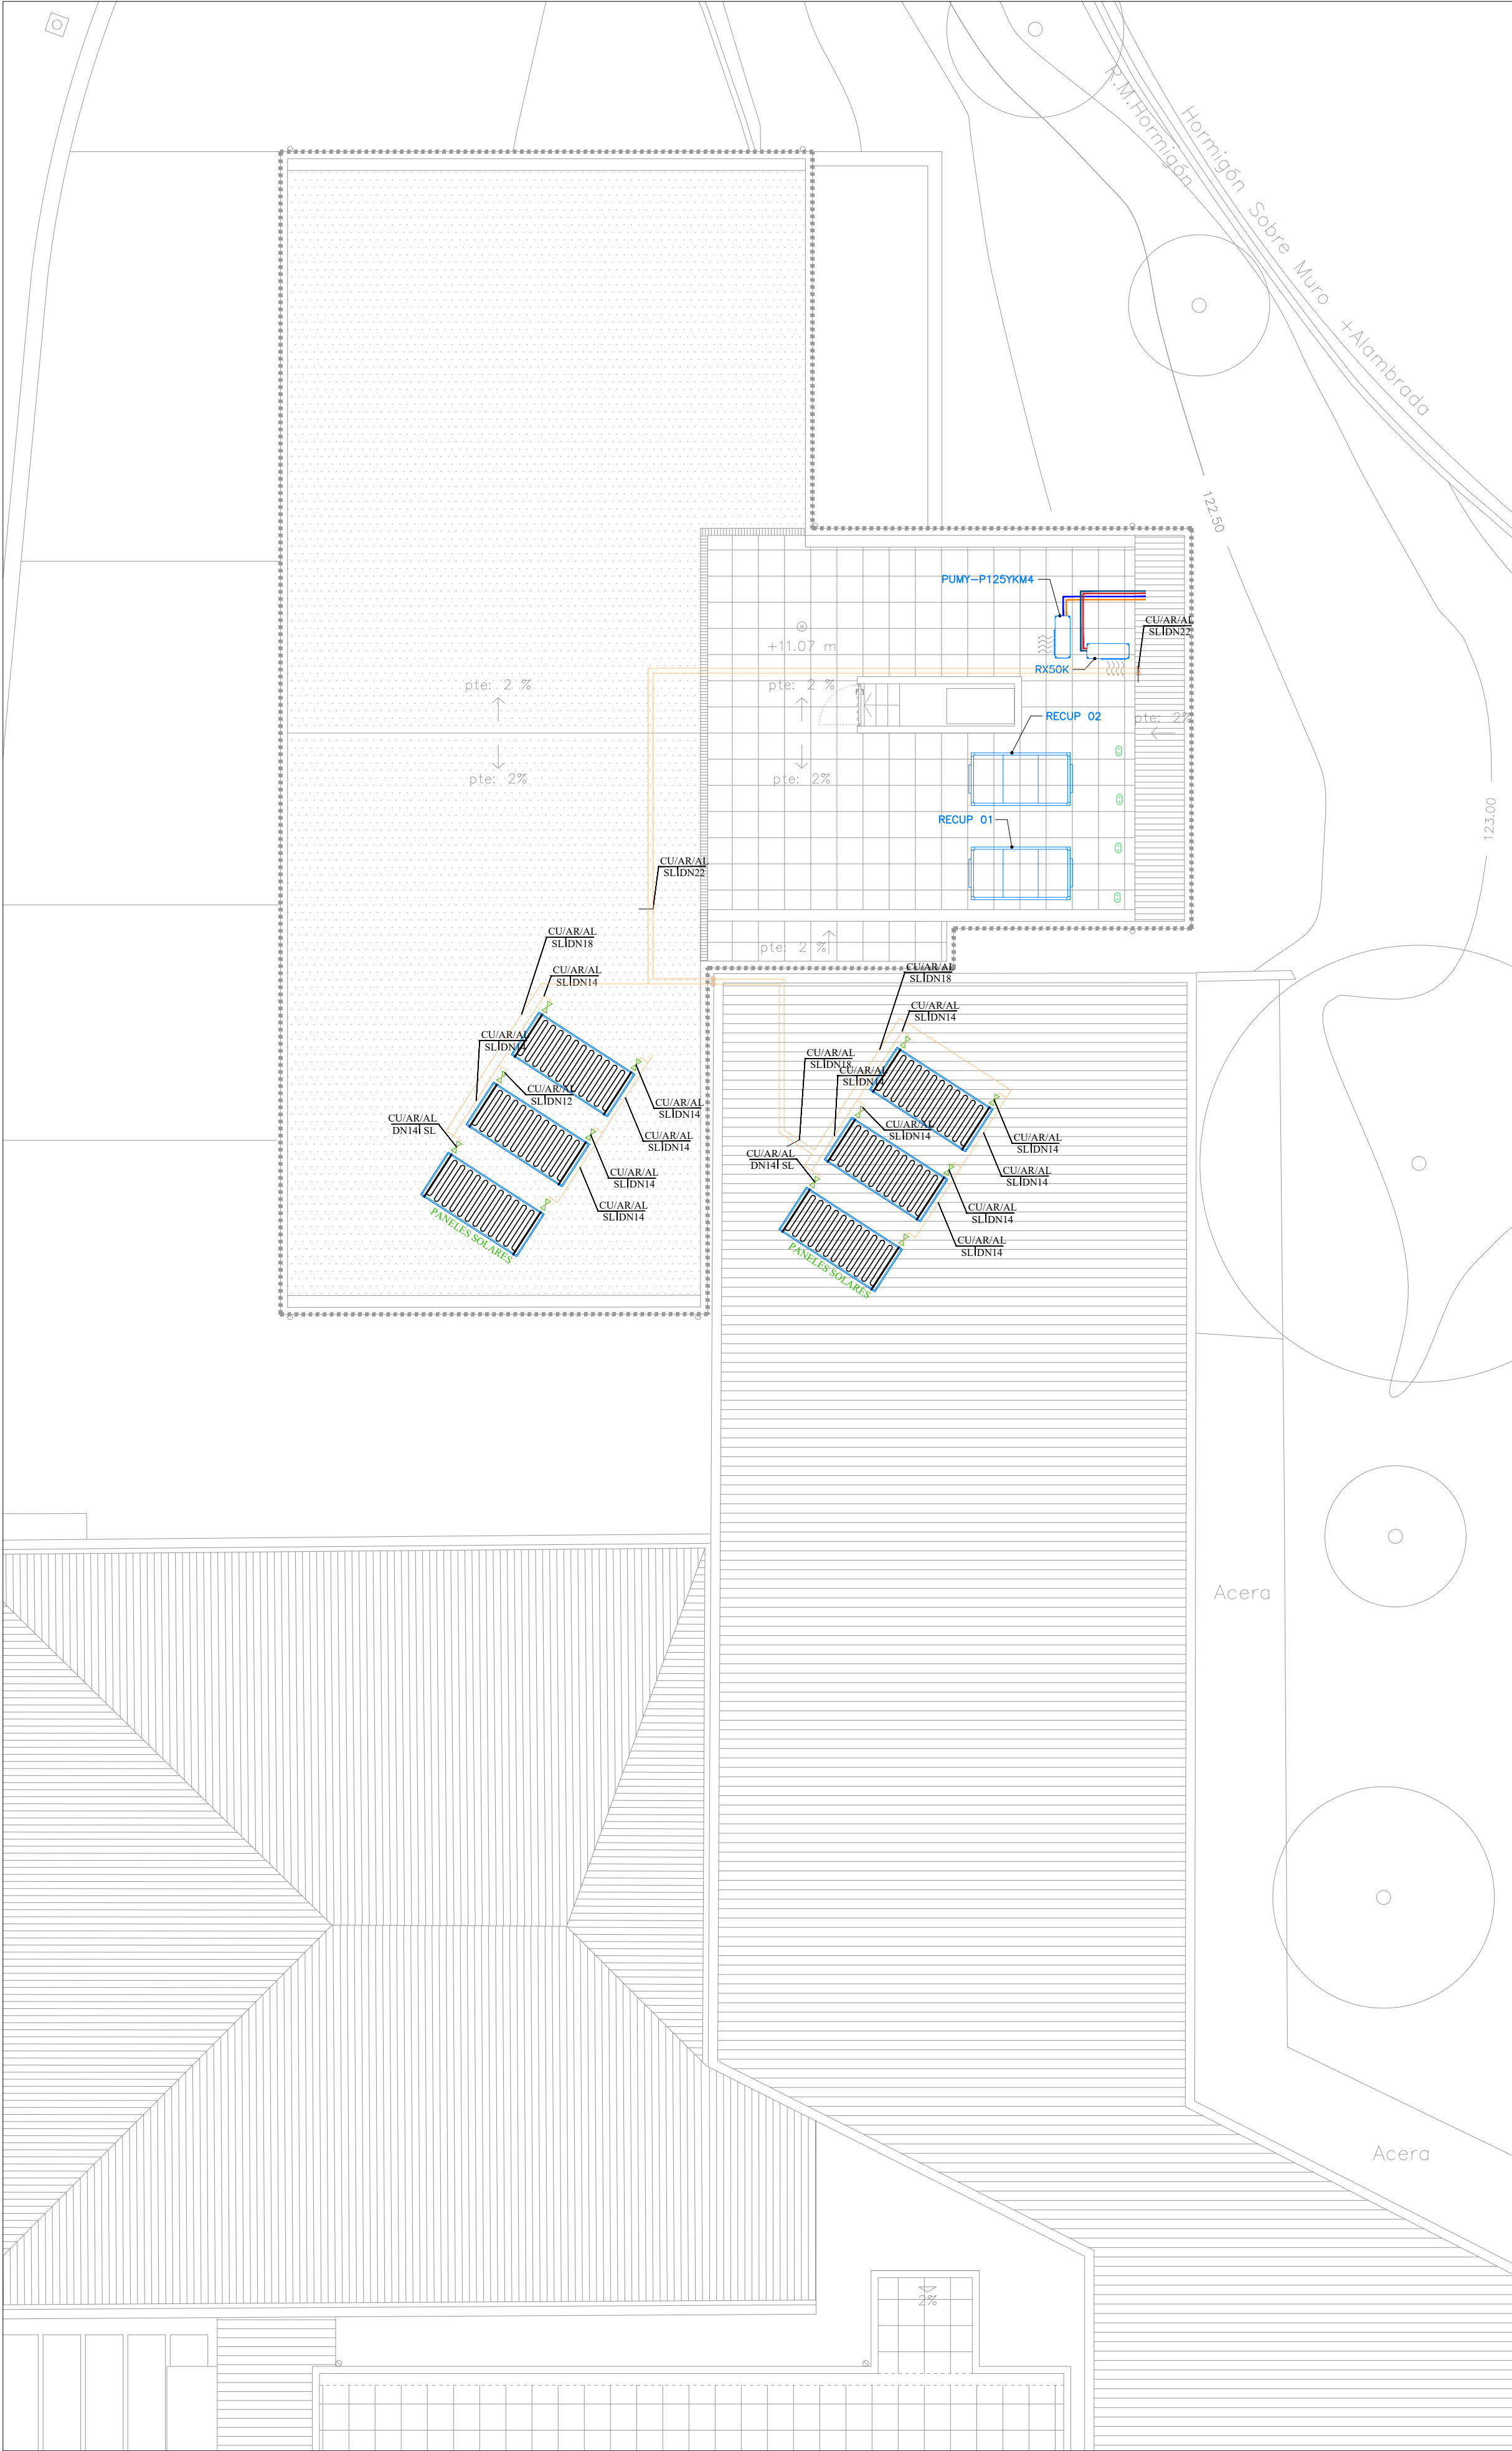 R.M.Hormigón
Hormigón Sobre Muro +Alambrada
122.50
123.00
PUMY-P125YKM4
CU/AR/AL
SL DN22
RX50K
+11.07 m
pte: 2 %
pte: 2 %
RECUP 02
pte: 2%
pte: 2%
pte: 2%
RECUP 01
CU/AR/AL
SL DN22
CU/AR/AL
SL DN18
pte: 2 %
CU/AR/AL
SL DN14
CU/AR/AL
SL DN18
CU/AR/AL
SL DN14
CU/AR/AL
SL DN14
CU/AR/AL
SL DN18
CU/AR/AL
SL DN14
CU/AR/AL
SL DN12
CU/AR/AL
SL DN14
CU/AR/AL
DN14 SL
CU/AR/AL
SL DN14
CU/AR/AL
SL DN14
CU/AR/AL
SL DN14
CU/AR/AL
DN14 SL
CU/AR/AL
SL DN14
CU/AR/AL
SL DN14
CU/AR/AL
SL DN14
CU/AR/AL
SL DN14
CU/AR/AL
SL DN14
PANELES SOLARES
PANELES SOLARES
Acera
Acera
2%